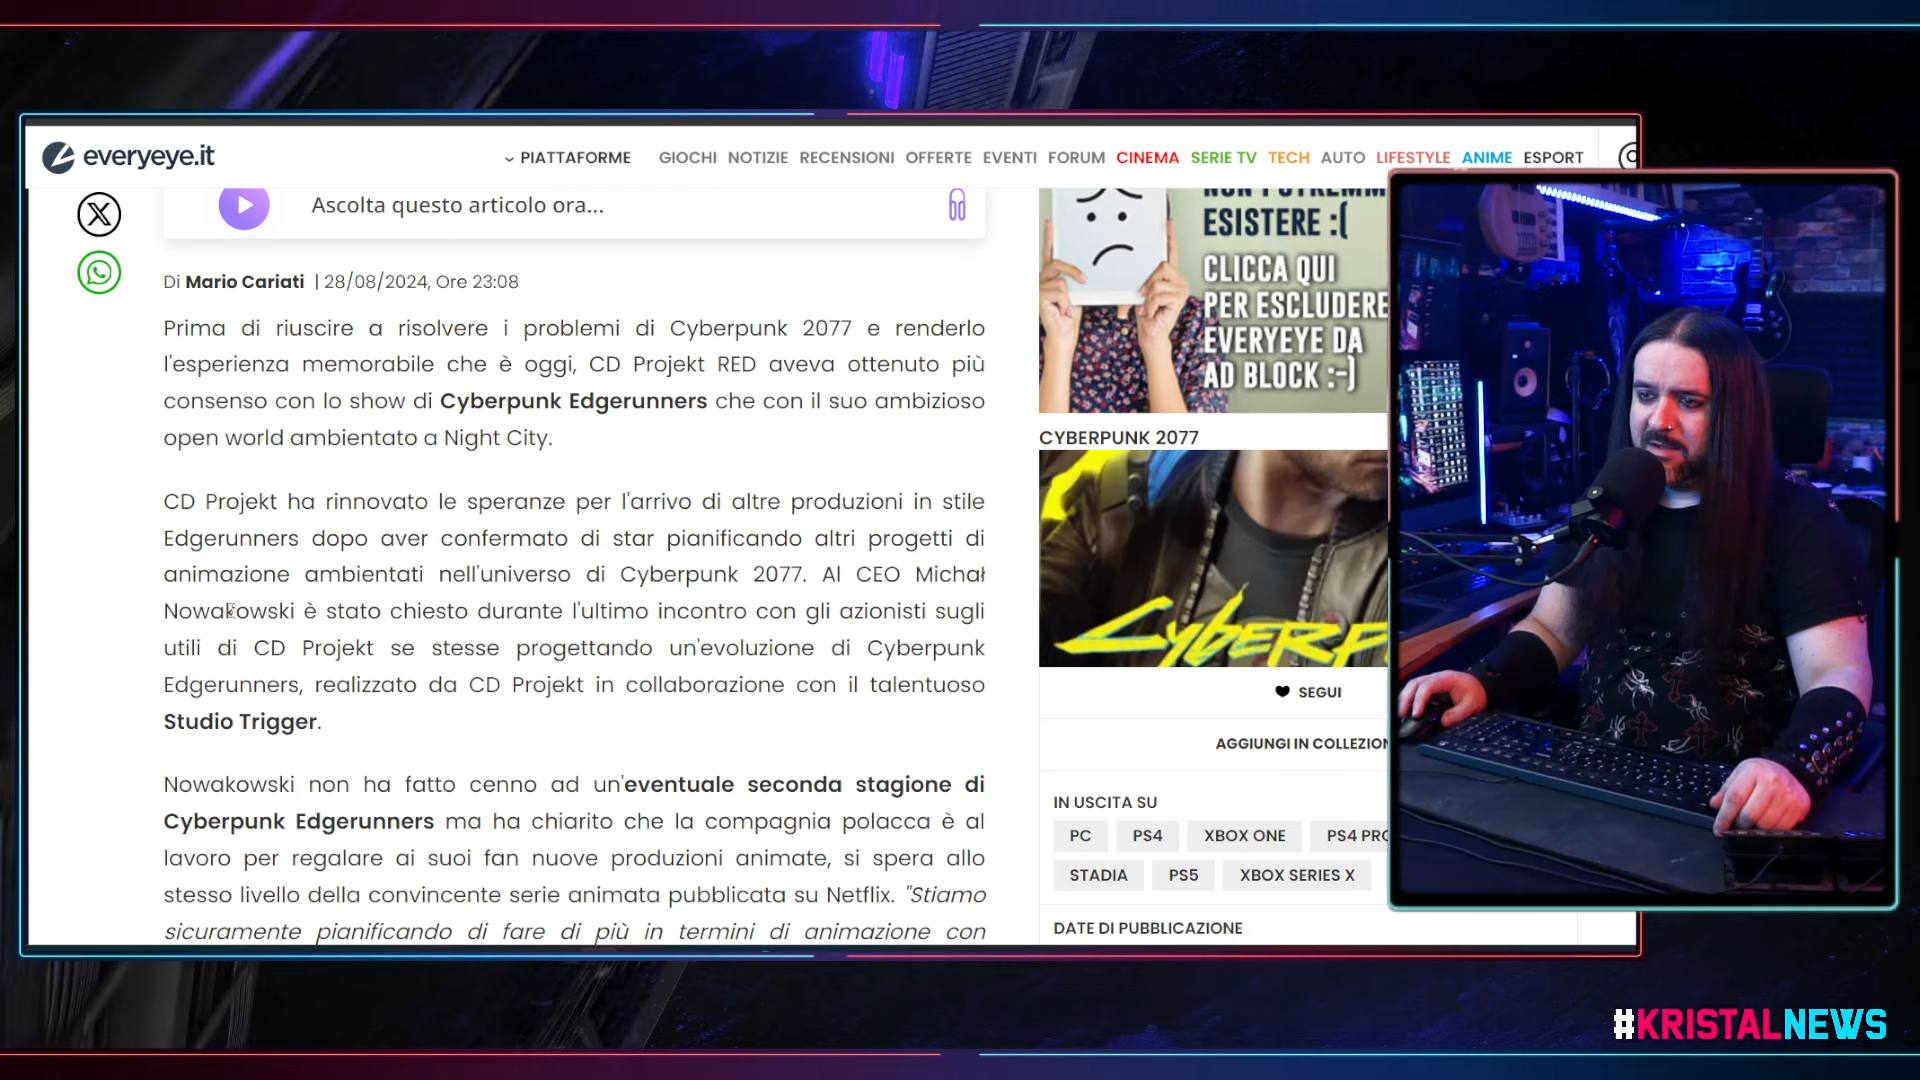 everyeye.it
PIATTAFORME GIOCHI NOTIZIE RECENSIONI OFFERTE EVENTI FORUM CINEMA SERIE TV TECH AUTO LIFESTYLE ANIME ESPORT
Ascolta questo articolo ora...
Di Mario Cariati | 28/08/2024, Ore 23:08
Prima di riuscire a risolvere i problemi di Cyberpunk 2077 e renderlo
l'esperienza memorabile che è oggi, CD Projekt RED aveva ottenuto più
consenso con lo show di Cyberpunk Edgerunners che con il suo ambizioso
open world ambientato a Night City.
CD Projekt ha rinnovato le speranze per l'arrivo di altre produzioni in stile
Edgerunners dopo aver confermato di star pianificando altri progetti di
animazione ambientati nell'universo di Cyberpunk 2077. Al CEO Michał
Nowakowski è stato chiesto durante l'ultimo incontro con gli azionisti sugli
utili di CD Projekt se stesse progettando un'evoluzione di Cyberpunk
Edgerunners, realizzato da CD Projekt in collaborazione con il talentuoso
Studio Trigger.
Nowakowski non ha fatto cenno ad un'eventuale seconda stagione di
Cyberpunk Edgerunners ma ha chiarito che la compagnia polacca è al
lavoro per regalare ai suoi fan nuove produzioni animate, si spera allo
stesso livello della convincente serie animata pubblicata su Netflix. "Stiamo
sicuramente pianificando di fare di più in termini di animazione con
NON POTREMM
ESISTERE :(
CLICCA QUI
PER ESCLUDERE
EVERYEYE DA
AD BLOCK :-)
CYBERPUNK 2077
CyberP
SEGUI
AGGIUNGI IN COLLEZION
IN USCITA SU
PC PS4 XBOX ONE PS4 PRO
STADIA PS5 XBOX SERIES X
DATE DI PUBBLICAZIONE
#KRISTALNEWS